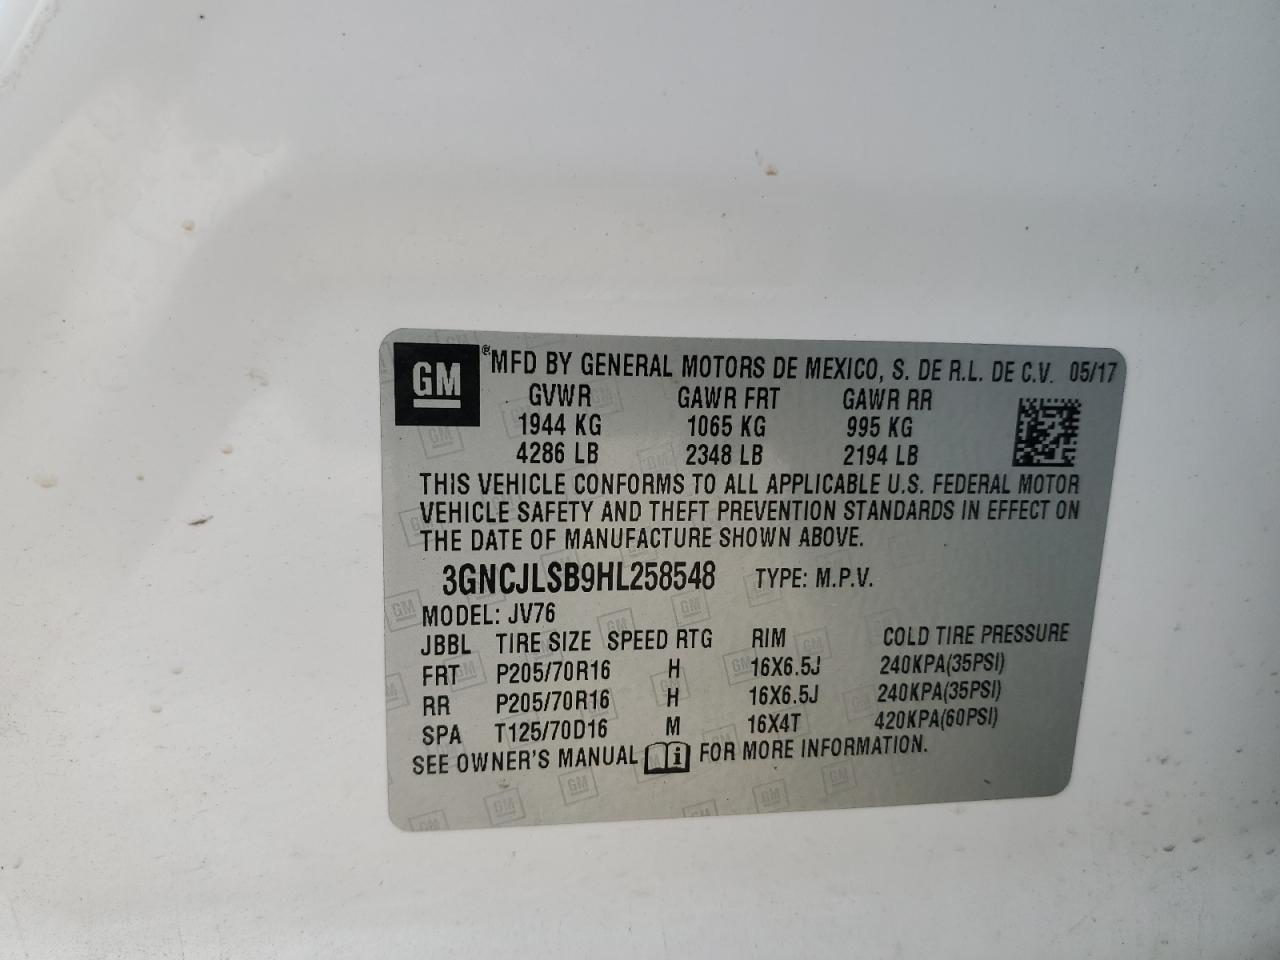 GM
®MFD BY GENERAL MOTORS DE MEXICO, S. DE R.L. DE C.V. 05/17
GVWR GAWR FRT GAWR RR
1944 KG 1065 KG 995 KG
4286 LB 2348 LB 2194 LB
THIS VEHICLE CONFORMS TO ALL APPLICABLE U.S. FEDERAL MOTOR
VEHICLE SAFETY AND THEFT PREVENTION STANDARDS IN EFFECT ON
THE DATE OF MANUFACTURE SHOWN ABOVE.
3GNCJLSB9HL258548 TYPE: M.P.V.
MODEL: JV76
JBBL TIRE SIZE SPEED RTG RIM COLD TIRE PRESSURE
FRT P205/70R16 H 16X6.5J 240KPA(35PSI)
RR P205/70R16 H 16X6.5J 240KPA(35PSI)
SPA T125/70D16 M 16X4T 420KPA(60PSI)
SEE OWNER'S MANUAL i FOR MORE INFORMATION.